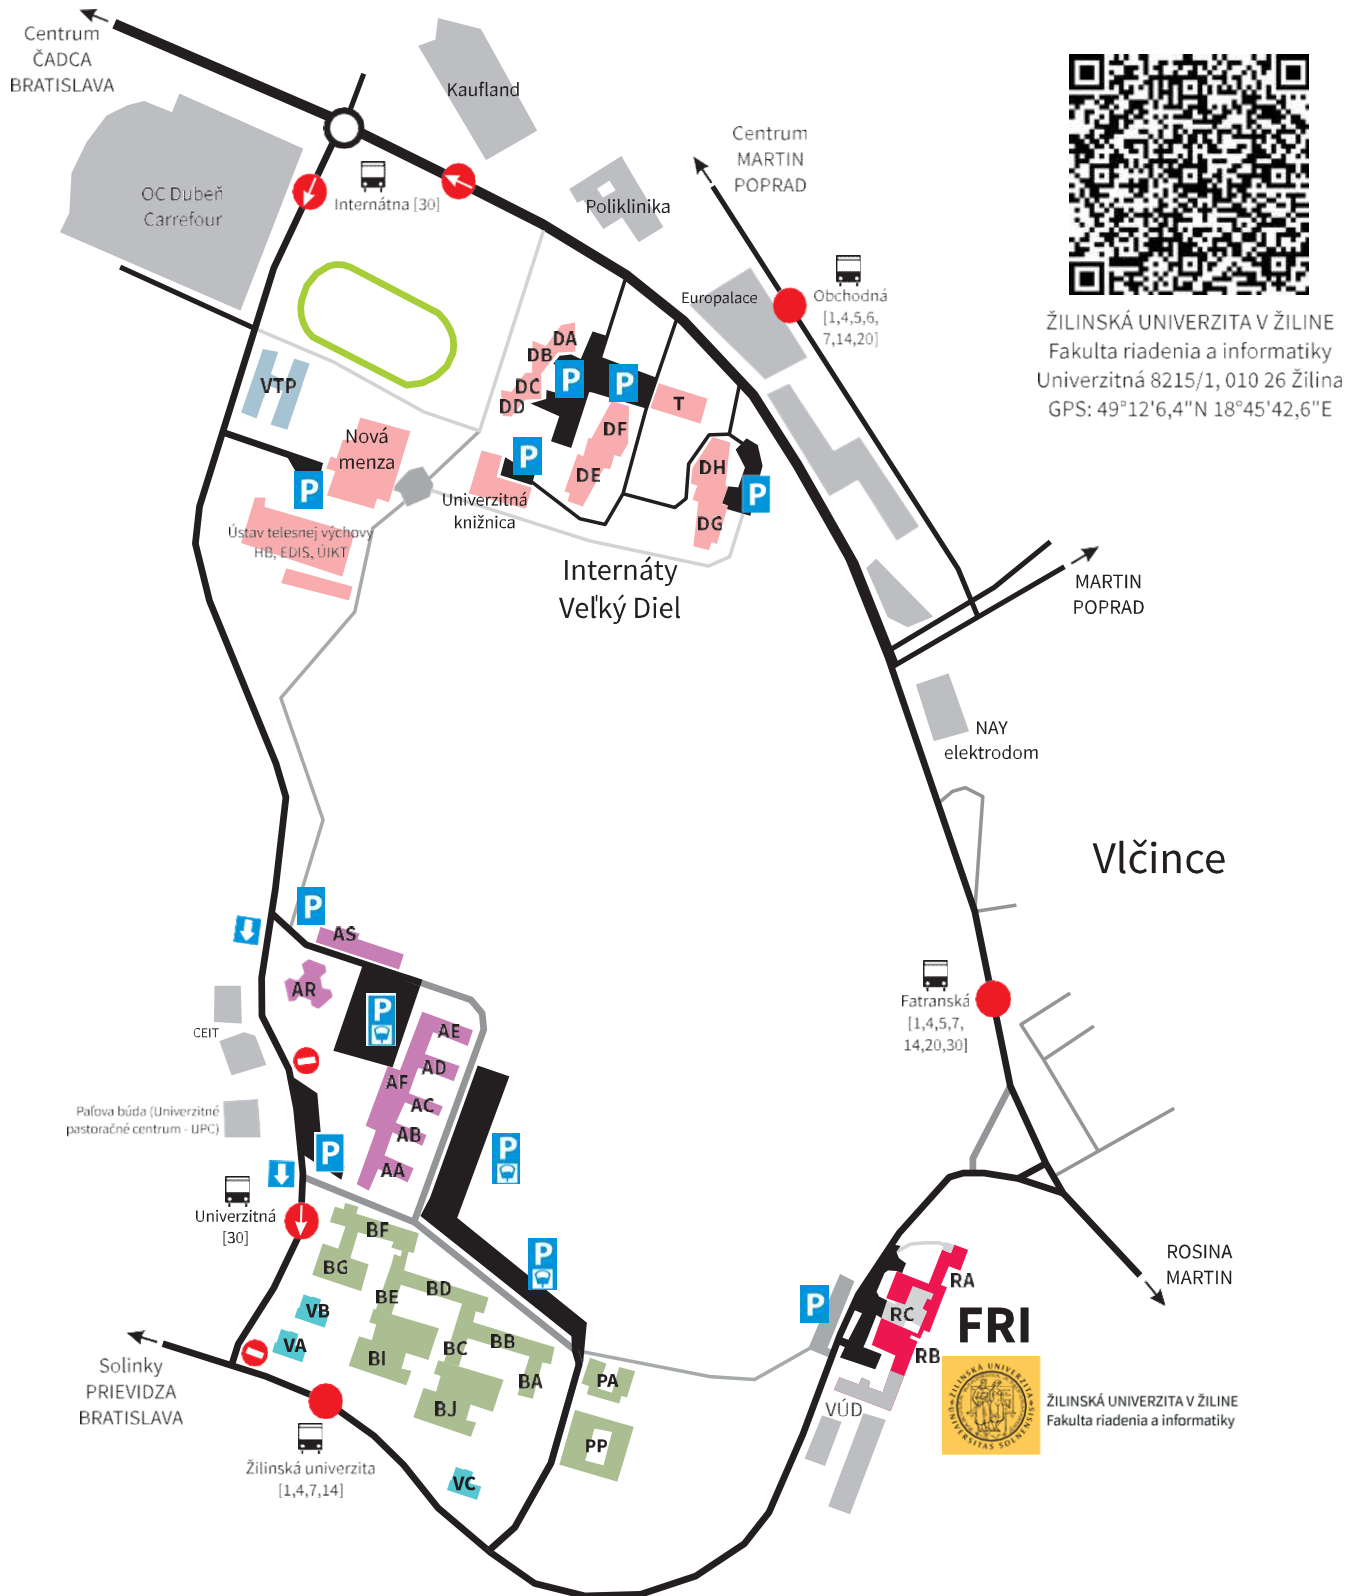 Centrum
ČADCA
BRATISLAVA
Kaufland
OC Dubeň
Carrefour
Internátna [30]
Poliklinika
Centrum
MARTIN
POPRAD
Europalace
Obchodná
[1,4,5,6,
7,14,20]
ŽILINSKÁ UNIVERZITA V ŽILINE
Fakulta riadenia a informatiky
Univerzitná 8215/1, 010 26 Žilina
GPS: 49°12'6,4"N 18°45'42,6"E
VTP
DA
DB
DC
DD
P
P
T
DF
DE
DH
DG
P
P
Nová
menza
P
Univerzitná
knižnica
Ústav telesnej výchovy
HB, EDIS, ÚIKT
Internáty
Veľký Diel
MARTIN
POPRAD
NAY
elektrodom
Vlčince
Fatranská
[1,4,5,7,
14,20,30]
P
AS
AR
P
CEIT
AE
AD
AF
AC
AB
AA
Paľova búda (Univerzitné
pastoračné centrum - UPC)
P
P
Univerzitná
[30]
BF
BG
BE
BD
P
VB
VA
BI
BC
BB
BA
BJ
PA
PP
VC
Solinky
PRIEVIDZA
BRATISLAVA
Žilinská univerzita
[1,4,7,14]
P
RA
RC
RB
FRI
VÚD
ROSINA
MARTIN
ŽILINSKÁ UNIVERZITA
UNIVERSITAS SOLNENSIS
ŽILINSKÁ UNIVERZITA V ŽILINE
Fakulta riadenia a informatiky